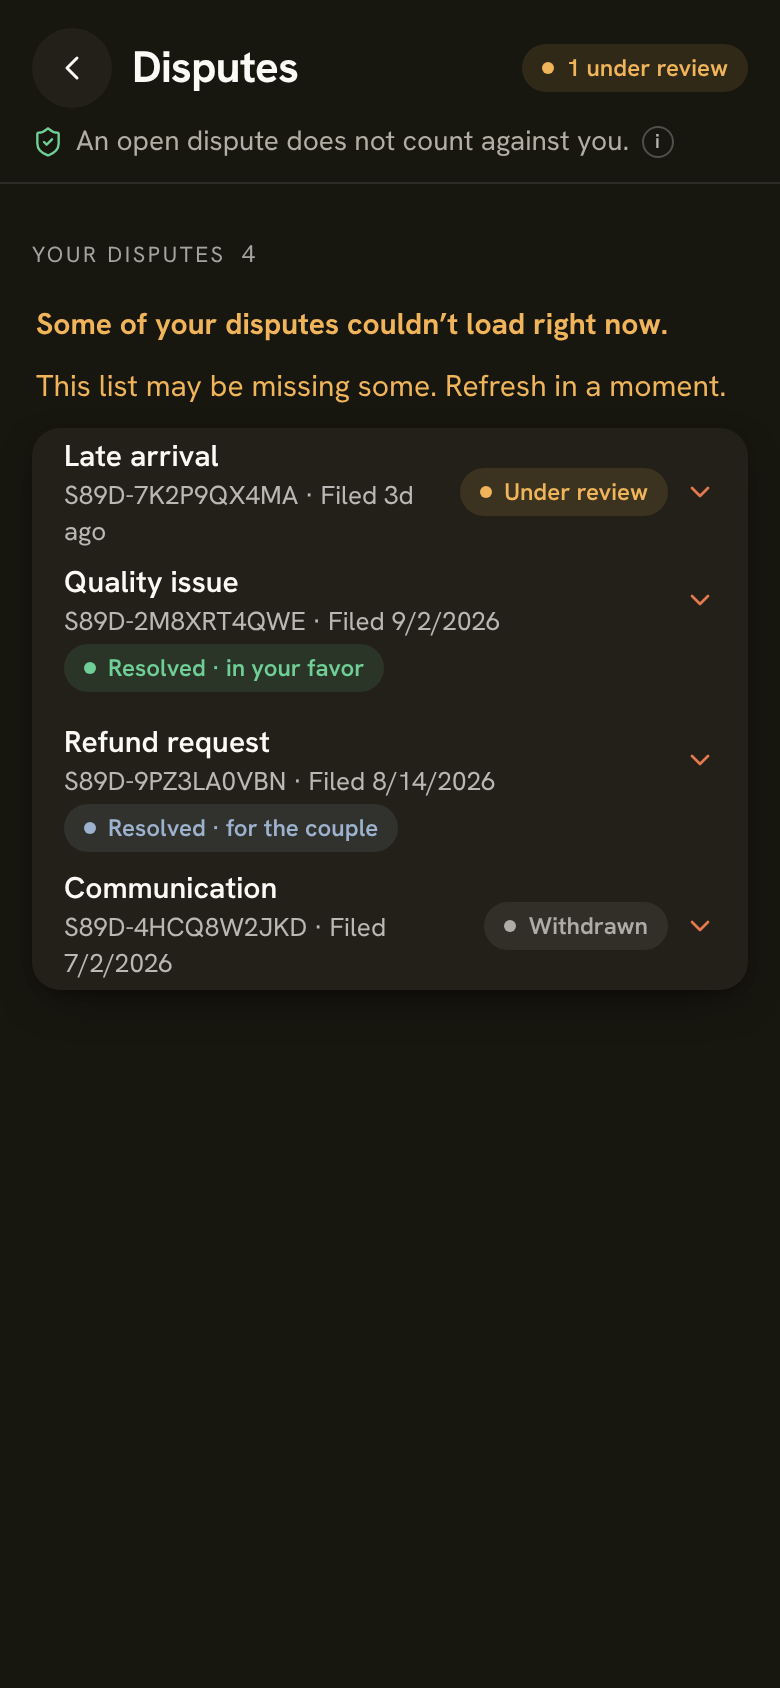 Disputes
1 under review
An open dispute does not count against you.
i
YOUR DISPUTES 4
Some of your disputes couldn’t load right now.
This list may be missing some. Refresh in a moment.
Late arrival
S89D-7K2P9QX4MA · Filed 3d
ago
Under review
Quality issue
S89D-2M8XRT4QWE · Filed 9/2/2026
Resolved · in your favor
Refund request
S89D-9PZ3LA0VBN · Filed 8/14/2026
Resolved · for the couple
Communication
S89D-4HCQ8W2JKD · Filed
7/2/2026
Withdrawn